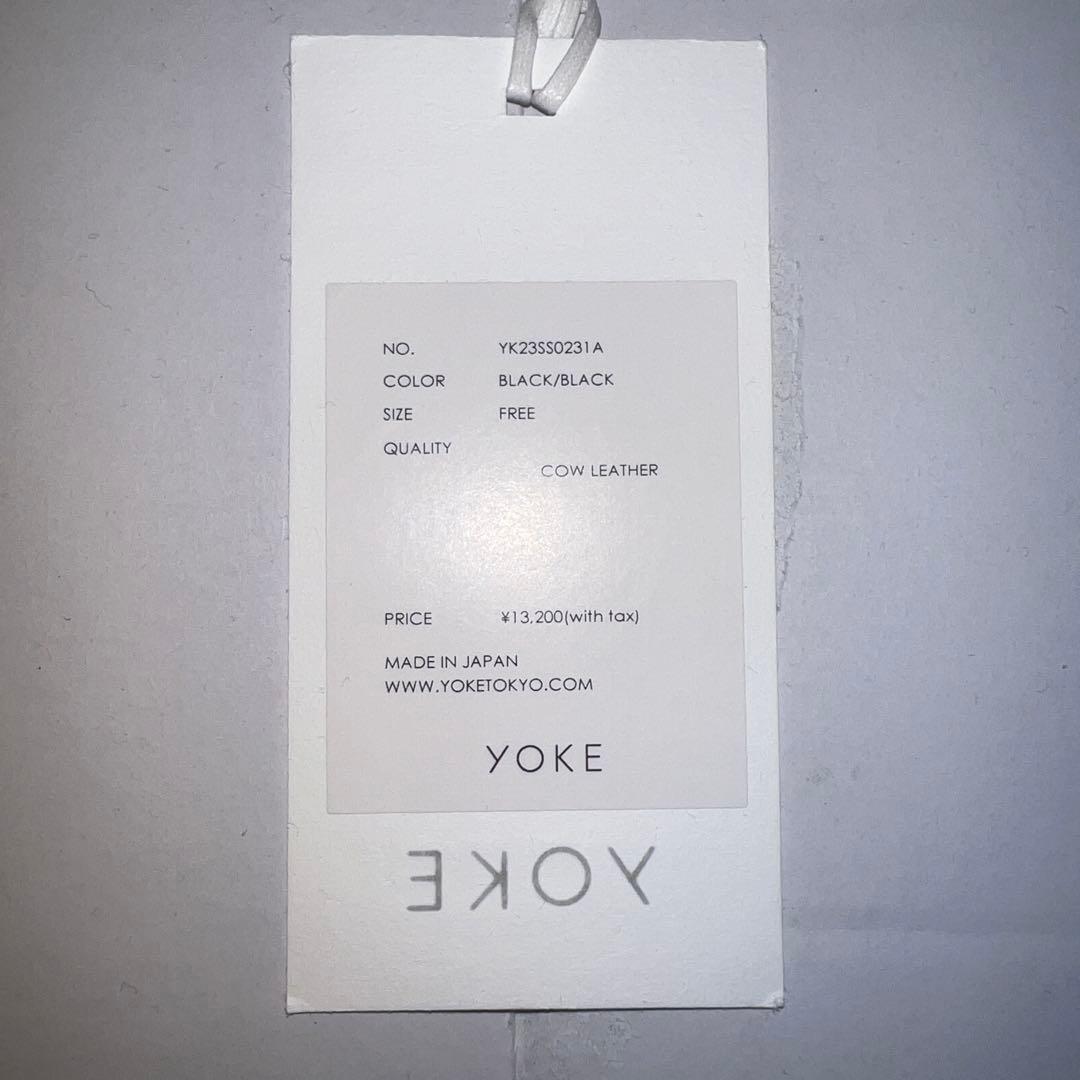 NO. YK23SS0231A
COLOR BLACK/BLACK
SIZE FREE
QUALITY
COW LEATHER
PRICE ¥13,200(with tax)
MADE IN JAPAN
WWW.YOKETOKYO.COM
YOKE
YOKE